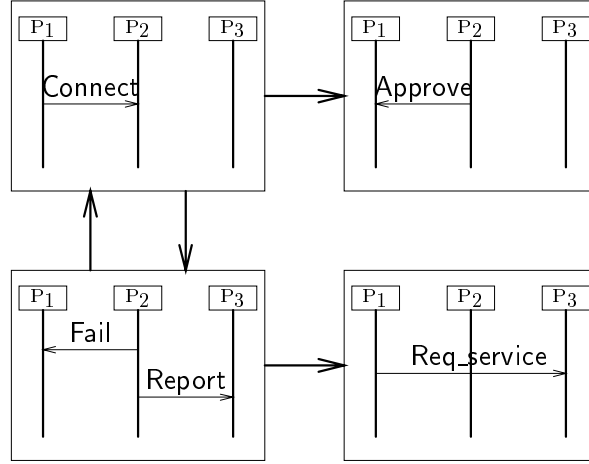 P1 P2 P3 P1 P2 P3
Connect Approve
P1 P2 P3 P1 P2 P3
Fail
Req_service
Report